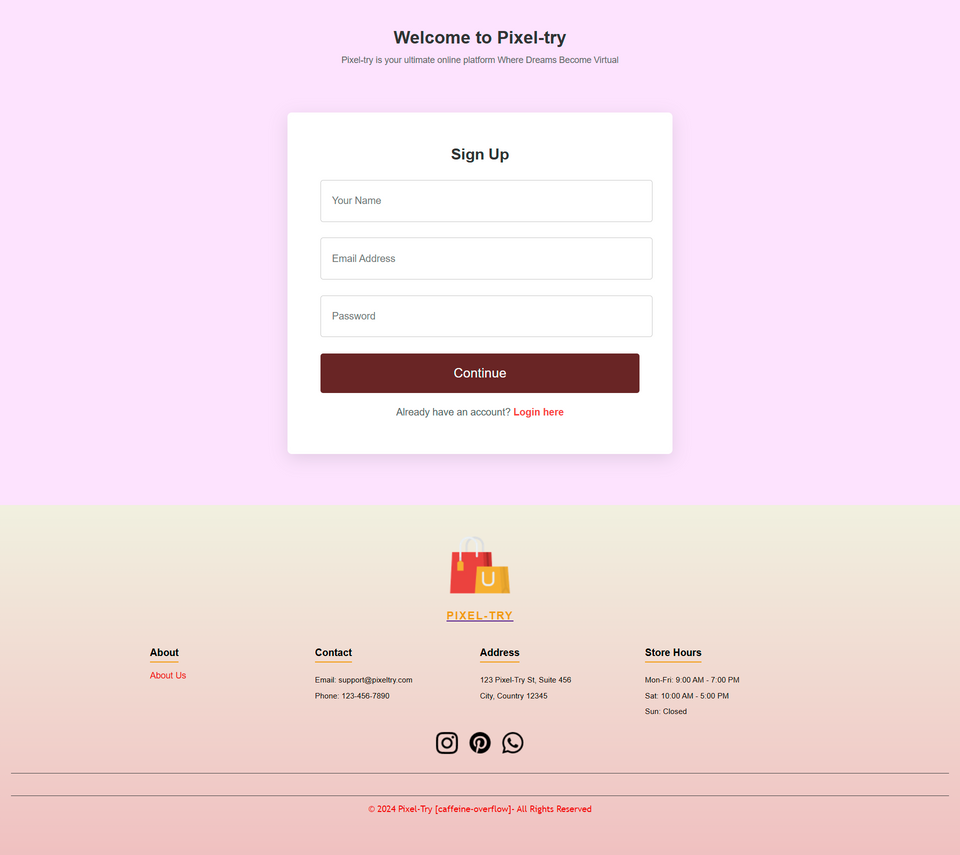 Welcome to Pixel-try
Pixel-try is your ultimate online platform Where Dreams Become Virtual
Sign Up
Your Name
Email Address
Password
Continue
Already have an account? Login here
U
PIXEL-TRY
About
About Us
Contact
Email: support@pixeltry.com
Phone: 123-456-7890
Address
123 Pixel-Try St, Suite 456
City, Country 12345
Store Hours
Mon-Fri: 9:00 AM - 7:00 PM
Sat: 10:00 AM - 5:00 PM
Sun: Closed
© 2024 Pixel-Try [caffeine-overflow]- All Rights Reserved